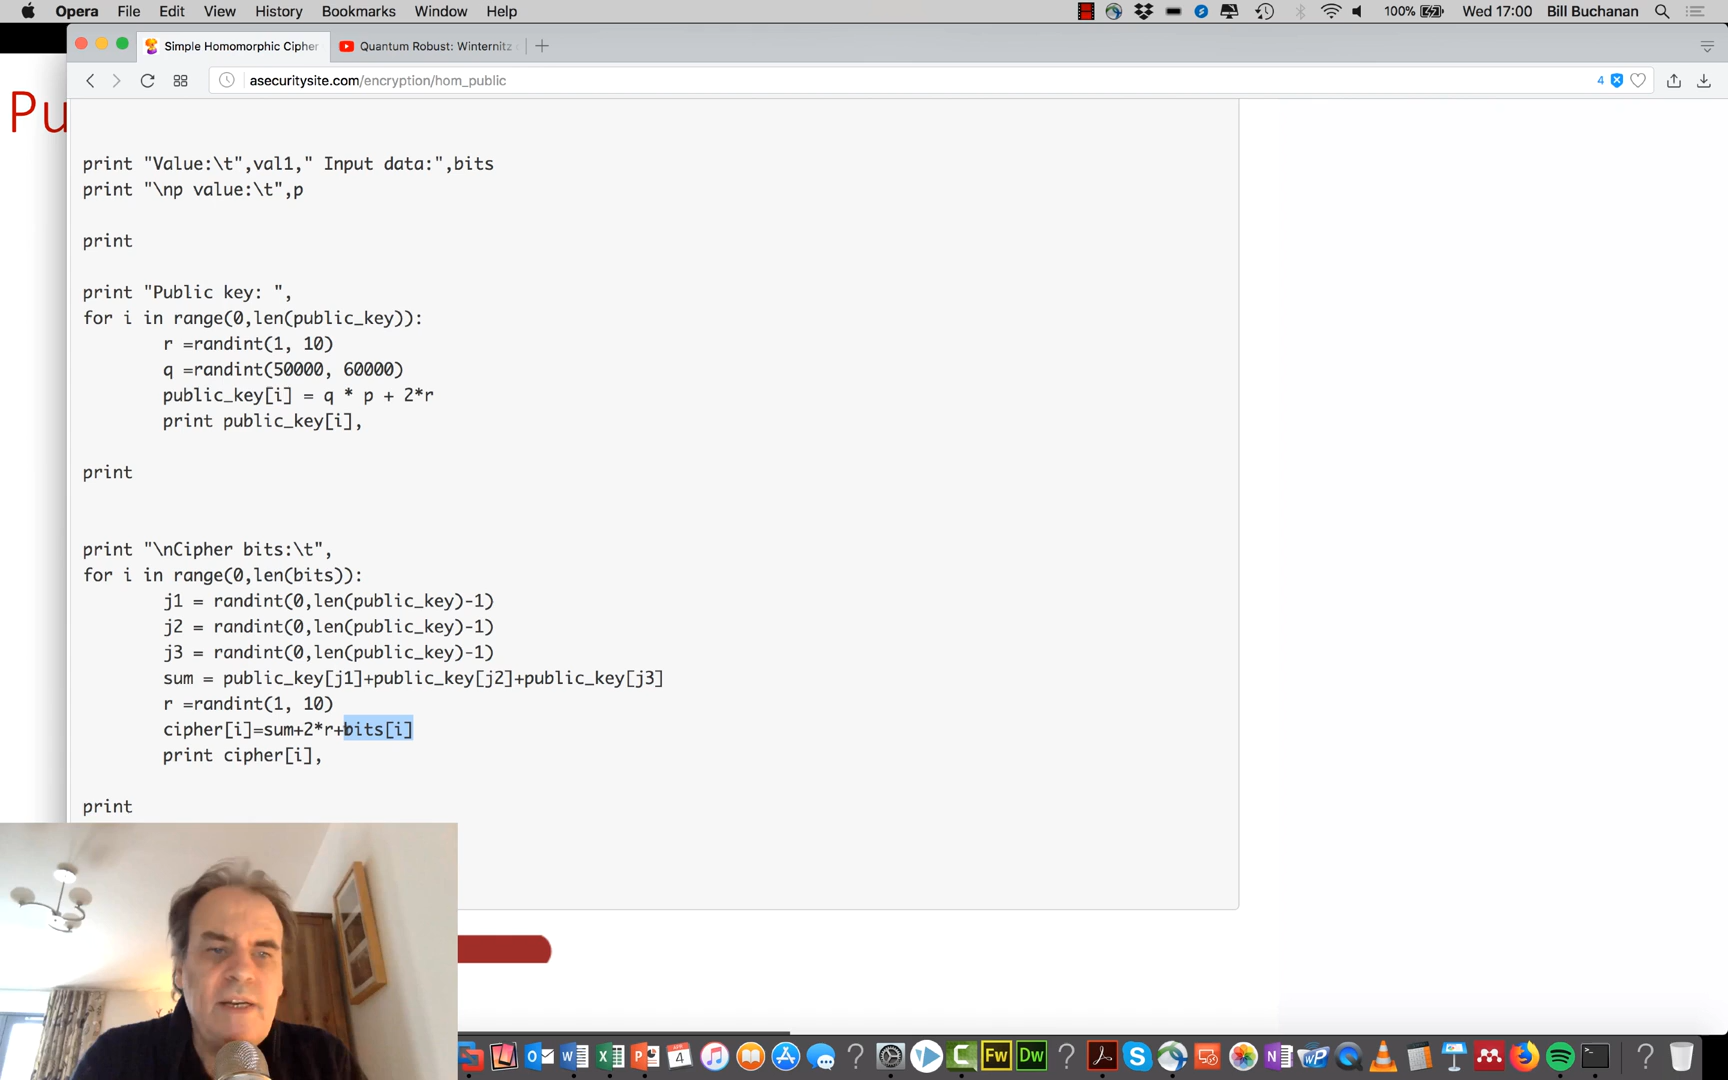 Opera File Edit View History Bookmarks Window Help 100% Wed 17:00 Bill Buchanan
Simple Homomorphic Cipher Quantum Robust: Winternitz
asecuritysite.com/encryption/hom_public 4
Pu
print "Value:\t",val1," Input data:",bits
print "\np value:\t",p
print
print "Public key: ",
for i in range(0,len(public_key)):
r =randint(1, 10)
q =randint(50000, 60000)
public_key[i] = q * p + 2*r
print public_key[i],
print
print "\nCipher bits:\t",
for i in range(0,len(bits)):
j1 = randint(0,len(public_key)-1)
j2 = randint(0,len(public_key)-1)
j3 = randint(0,len(public_key)-1)
sum = public_key[j1]+public_key[j2]+public_key[j3]
r =randint(1, 10)
cipher[i]=sum+2*r+bits[i]
print cipher[i],
print
4 Fw Dw